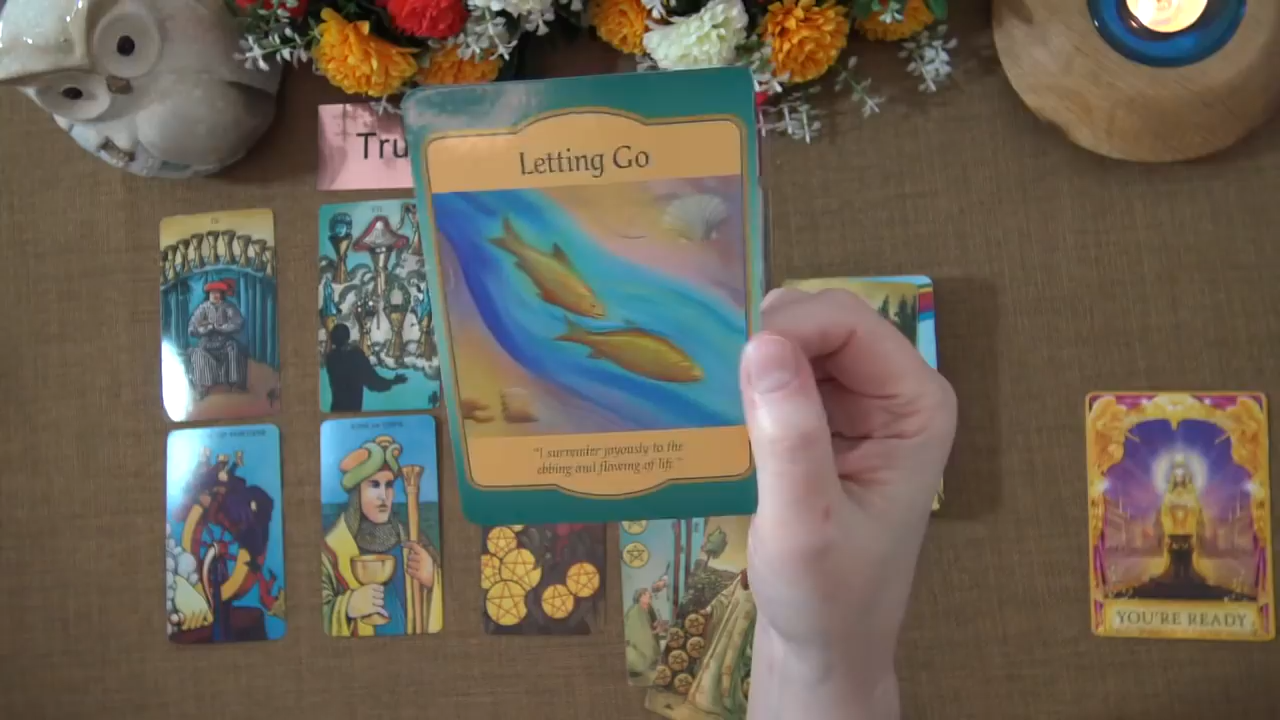 Tru
Letting Go
"I surrender joyously to the
ebbing and flowing of life."
YOU'RE READY